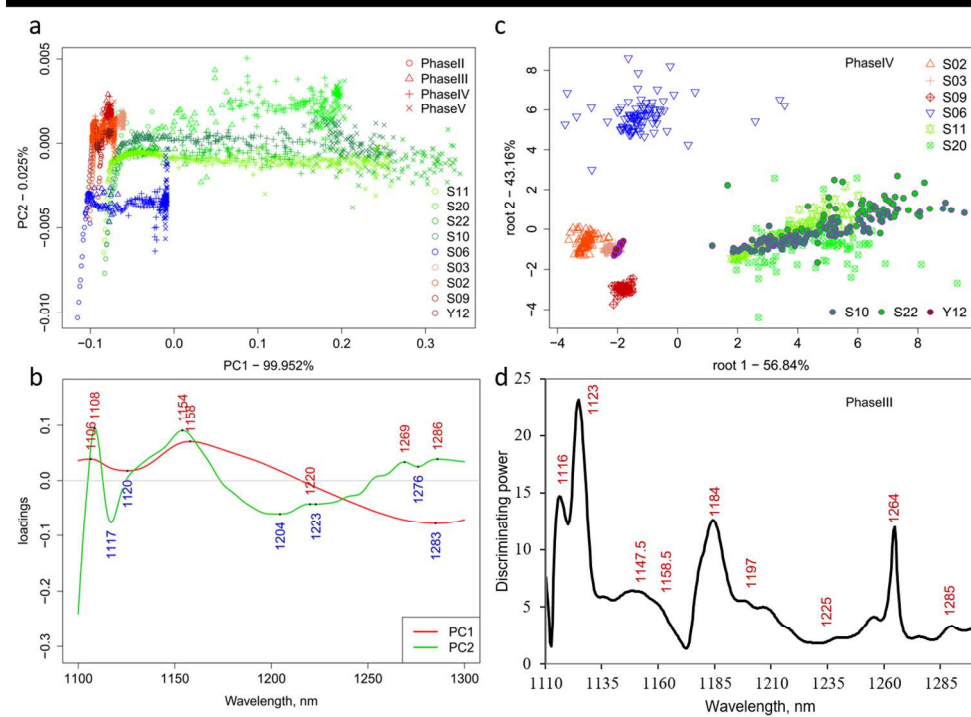 a
PC2 − 0.025%
0.005
0.000
−0.005
−0.010
PhaseII
PhaseIII
PhaseIV
PhaseV
S11
S20
S22
S10
S06
S03
S02
S09
Y12
−0.1 0.0 0.1 0.2 0.3
PC1 − 99.952%
c
root 2 − 43.16%
8
6
4
2
0
−2
−4
PhaseIV
S02
S03
S09
S06
S11
S20
S10 S22 Y12
−4 −2 0 2 4 6 8
root 1 − 56.84%
b
loadings
0.1
0.0
−0.1
−0.2
−0.3
1106
1108
1117
1120
1154
1158
1204
1220
1223
1269
1276
1286
1283
PC1
PC2
1100 1150 1200 1250 1300
Wavelength, nm
d
Discriminating power
25
20
15
10
5
0
PhaseIII
1116
1123
1147.5
1158.5
1184
1197
1225
1264
1285
1110 1135 1160 1185 1210 1235 1260 1285
Wavelength, nm